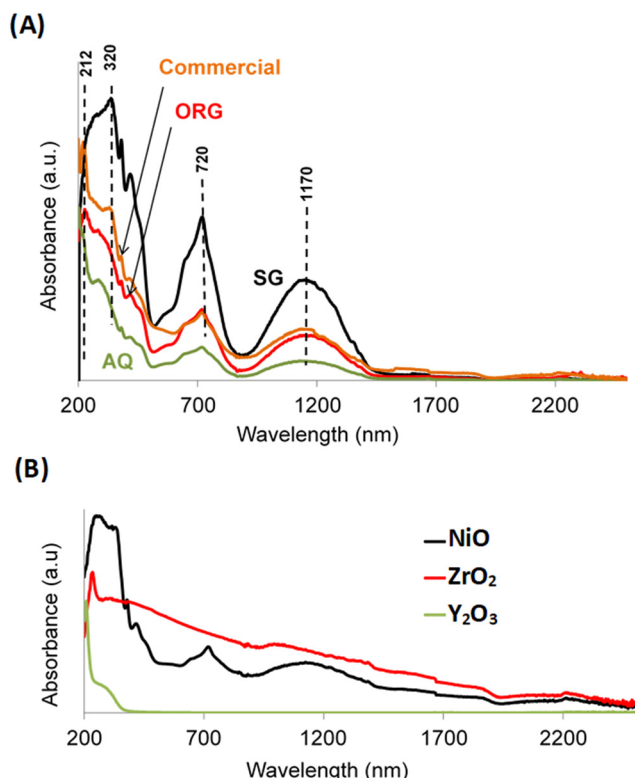 (A)
212
320
Commercial
ORG
720
1170
SG
AQ
Absorbance (a.u.)
200 700 1200 1700 2200
Wavelength (nm)
(B)
NiO
ZrO₂
Y₂O₃
Absorbance (a.u)
200 700 1200 1700 2200
Wavelength (nm)